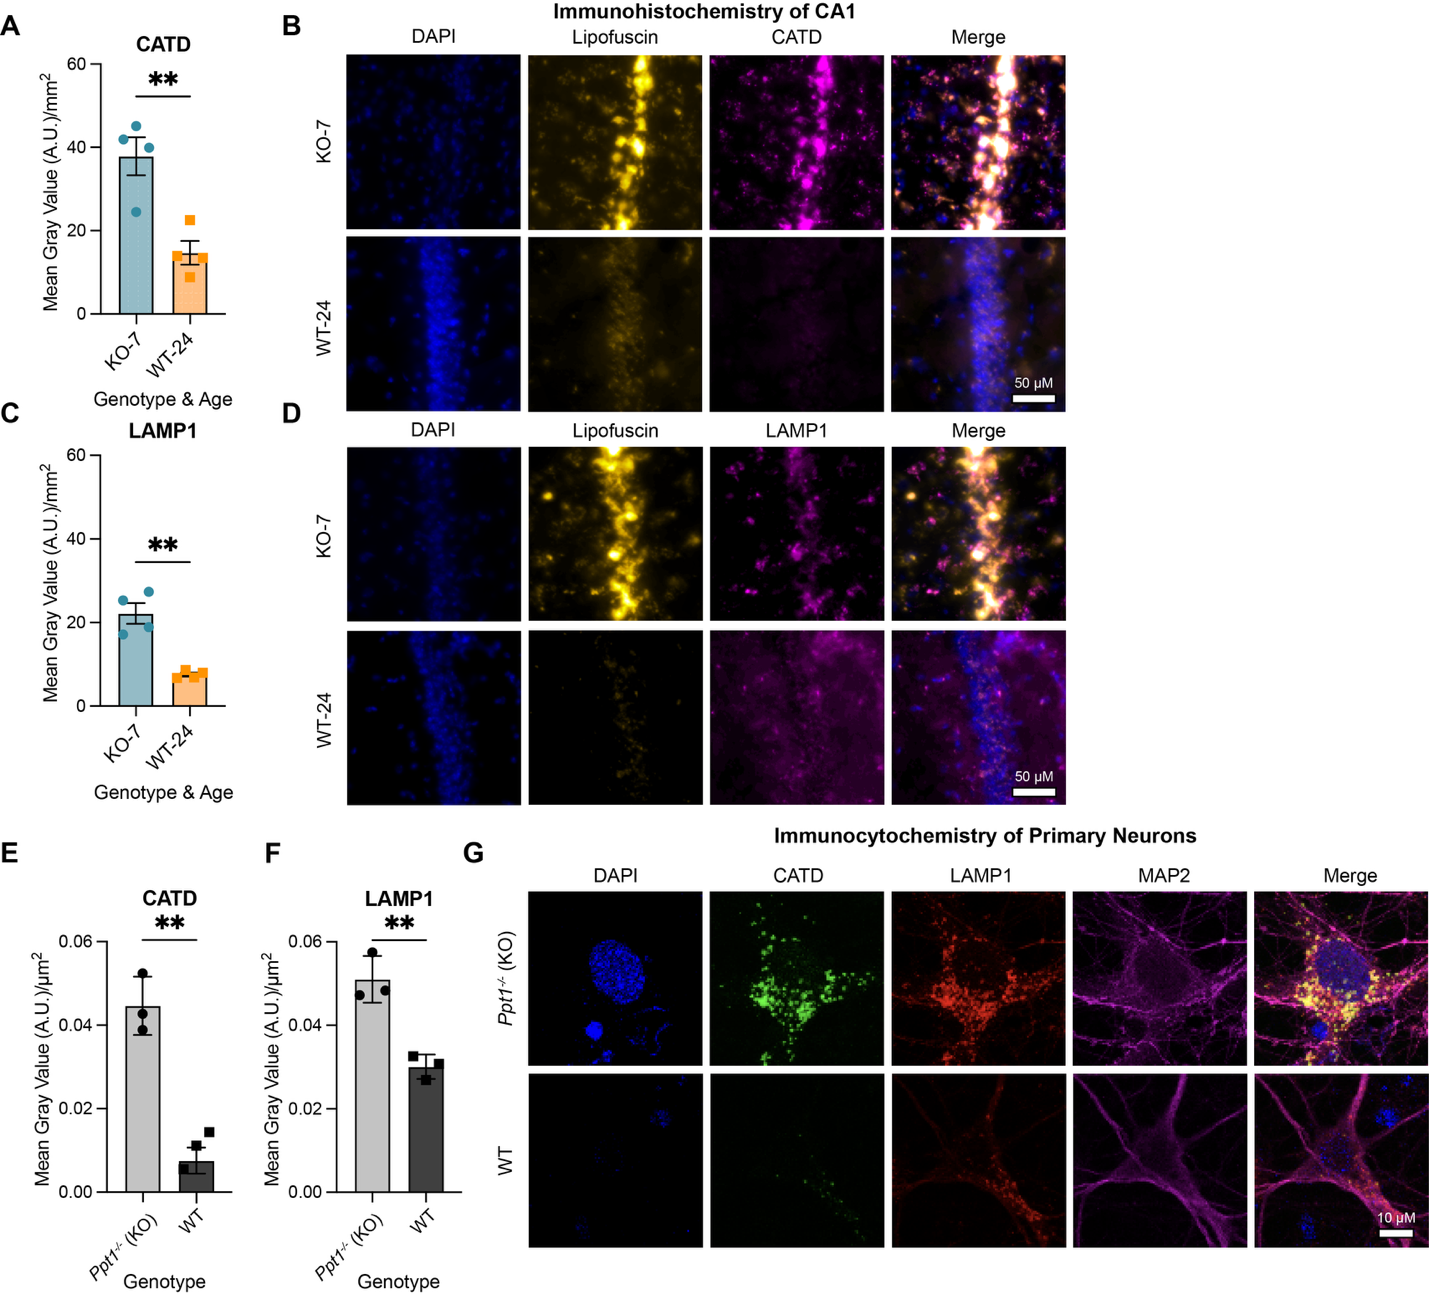 A
CATD
Mean Gray Value (A.U.)/mm2
60
40
20
0
**
KO-7
WT-24
Genotype & Age
B
Immunohistochemistry of CA1
DAPI Lipofuscin CATD Merge
KO-7
WT-24
50 µM
C
LAMP1
Mean Gray Value (A.U.)/mm2
60
40
20
0
**
KO-7
WT-24
Genotype & Age
D
DAPI Lipofuscin LAMP1 Merge
KO-7
WT-24
50 µM
E
CATD
**
Mean Gray Value (A.U.)/µm2
0.06
0.04
0.02
0.00
Ppt1-/- (KO)
WT
Genotype
F
LAMP1
**
Mean Gray Value (A.U.)/µm2
0.06
0.04
0.02
0.00
Ppt1-/- (KO)
WT
Genotype
G
Immunocytochemistry of Primary Neurons
DAPI CATD LAMP1 MAP2 Merge
Ppt1-/- (KO)
WT
10 µM